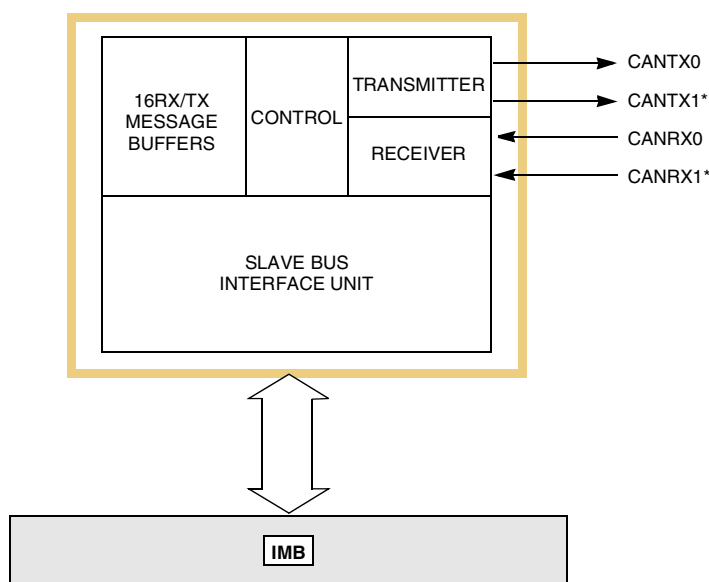 16RX/TX
MESSAGE
BUFFERS
CONTROL
TRANSMITTER
RECEIVER
CANTX0
CANTX1*
CANRX0
CANRX1*
SLAVE BUS
INTERFACE UNIT
IMB